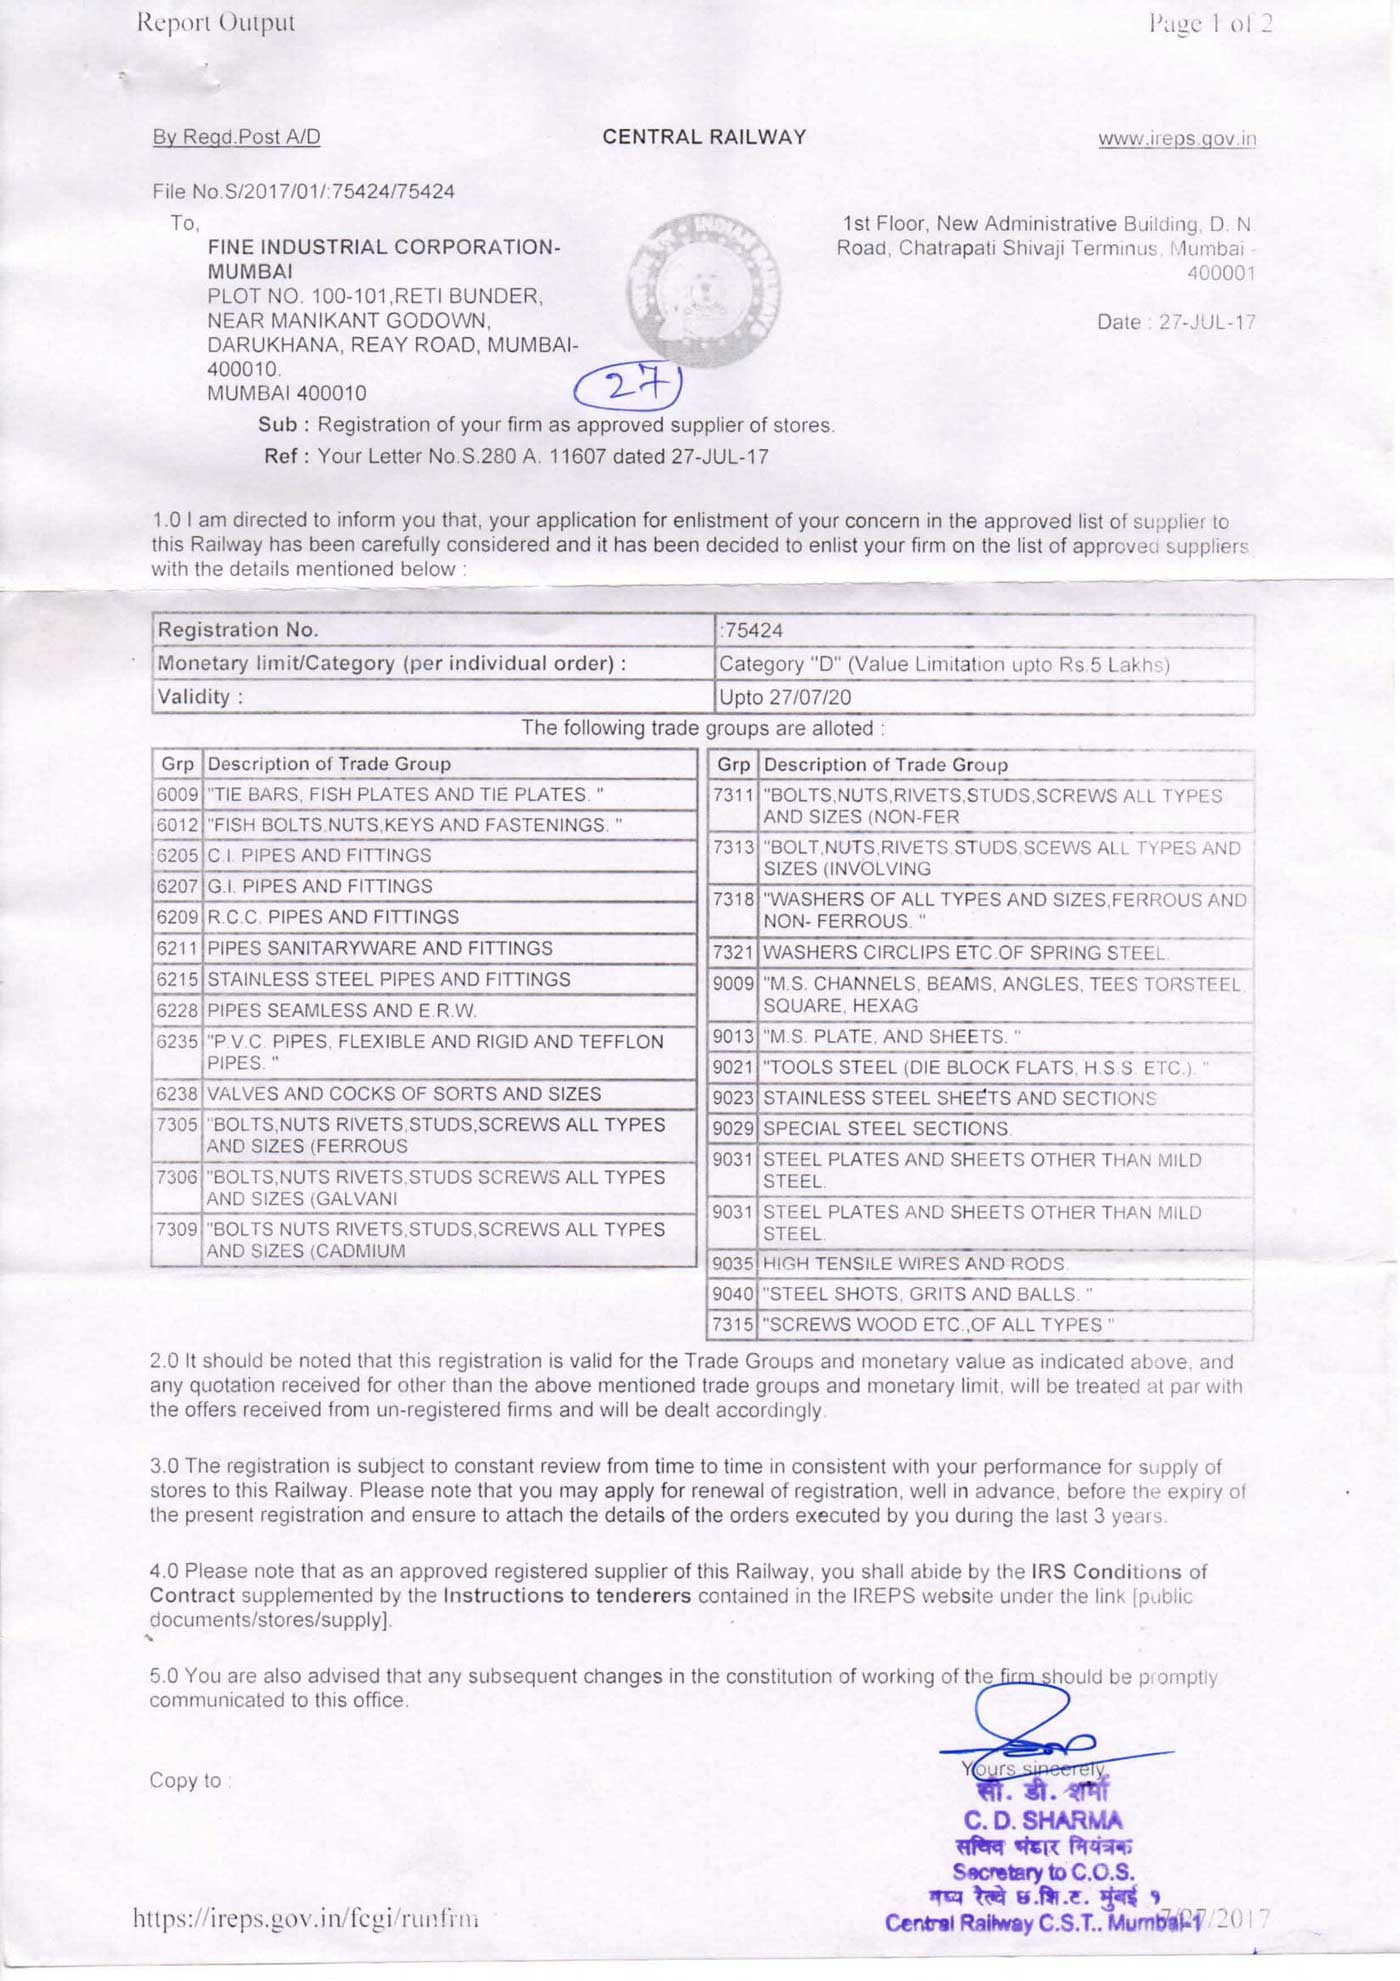 Report Output
Page 1 of 2
By Regd.Post A/D
CENTRAL RAILWAY
www.ireps.gov.in
File No.S/2017/01/:75424/75424
To,
FINE INDUSTRIAL CORPORATION-
MUMBAI
PLOT NO. 100-101,RETI BUNDER,
NEAR MANIKANT GODOWN,
DARUKHANA, REAY ROAD, MUMBAI-
400010.
MUMBAI 400010
1st Floor, New Administrative Building, D. N
Road, Chatrapati Shivaji Terminus, Mumbai -
400001
Date : 27-JUL-17
INDIAN RAILWAYS
27
Sub : Registration of your firm as approved supplier of stores.
Ref : Your Letter No.S.280 A. 11607 dated 27-JUL-17
1.0 I am directed to inform you that, your application for enlistment of your concern in the approved list of supplier to
this Railway has been carefully considered and it has been decided to enlist your firm on the list of approved suppliers
with the details mentioned below :
Registration No. :75424
Monetary limit/Category (per individual order) : Category "D" (Value Limitation upto Rs.5 Lakhs)
Validity : Upto 27/07/20
The following trade groups are alloted :
Grp Description of Trade Group
6009 "TIE BARS, FISH PLATES AND TIE PLATES. "
6012 "FISH BOLTS,NUTS,KEYS AND FASTENINGS. "
6205 C.I. PIPES AND FITTINGS
6207 G.I. PIPES AND FITTINGS
6209 R.C.C. PIPES AND FITTINGS
6211 PIPES SANITARYWARE AND FITTINGS
6215 STAINLESS STEEL PIPES AND FITTINGS
6228 PIPES SEAMLESS AND E.R.W.
6235 "P.V.C. PIPES, FLEXIBLE AND RIGID AND TEFFLON
PIPES. "
6238 VALVES AND COCKS OF SORTS AND SIZES
7305 "BOLTS,NUTS RIVETS,STUDS,SCREWS ALL TYPES
AND SIZES (FERROUS
7306 "BOLTS,NUTS RIVETS,STUDS SCREWS ALL TYPES
AND SIZES (GALVANI
7309 "BOLTS NUTS RIVETS,STUDS,SCREWS ALL TYPES
AND SIZES (CADMIUM
Grp Description of Trade Group
7311 "BOLTS,NUTS,RIVETS,STUDS,SCREWS ALL TYPES
AND SIZES (NON-FER
7313 "BOLT,NUTS,RIVETS,STUDS,SCEWS ALL TYPES AND
SIZES (INVOLVING
7318 "WASHERS OF ALL TYPES AND SIZES,FERROUS AND
NON- FERROUS. "
7321 WASHERS CIRCLIPS ETC.OF SPRING STEEL.
9009 "M.S. CHANNELS, BEAMS, ANGLES, TEES TORSTEEL,
SQUARE, HEXAG
9013 "M.S. PLATE, AND SHEETS. "
9021 "TOOLS STEEL (DIE BLOCK FLATS, H.S.S. ETC.). "
9023 STAINLESS STEEL SHEETS AND SECTIONS
9029 SPECIAL STEEL SECTIONS.
9031 STEEL PLATES AND SHEETS OTHER THAN MILD
STEEL.
9031 STEEL PLATES AND SHEETS OTHER THAN MILD
STEEL.
9035 HIGH TENSILE WIRES AND RODS.
9040 "STEEL SHOTS, GRITS AND BALLS. "
7315 "SCREWS WOOD ETC.,OF ALL TYPES "
2.0 It should be noted that this registration is valid for the Trade Groups and monetary value as indicated above, and
any quotation received for other than the above mentioned trade groups and monetary limit, will be treated at par with
the offers received from un-registered firms and will be dealt accordingly.
3.0 The registration is subject to constant review from time to time in consistent with your performance for supply of
stores to this Railway. Please note that you may apply for renewal of registration, well in advance, before the expiry of
the present registration and ensure to attach the details of the orders executed by you during the last 3 years.
4.0 Please note that as an approved registered supplier of this Railway, you shall abide by the IRS Conditions of
Contract supplemented by the Instructions to tenderers contained in the IREPS website under the link [public
documents/stores/supply].
5.0 You are also advised that any subsequent changes in the constitution of working of the firm should be promptly
communicated to this office.
Yours sincerely,
Copy to :
सी. डी. शर्मा
C. D. SHARMA
सचिव भंडार नियंत्रक
Secretary to C.O.S.
मध्य रेल्वे छ.शि.ट. मुंबई १
Central Railway C.S.T.. Mumbai-1
https://ireps.gov.in/fcgi/runfrm
7/27/2017